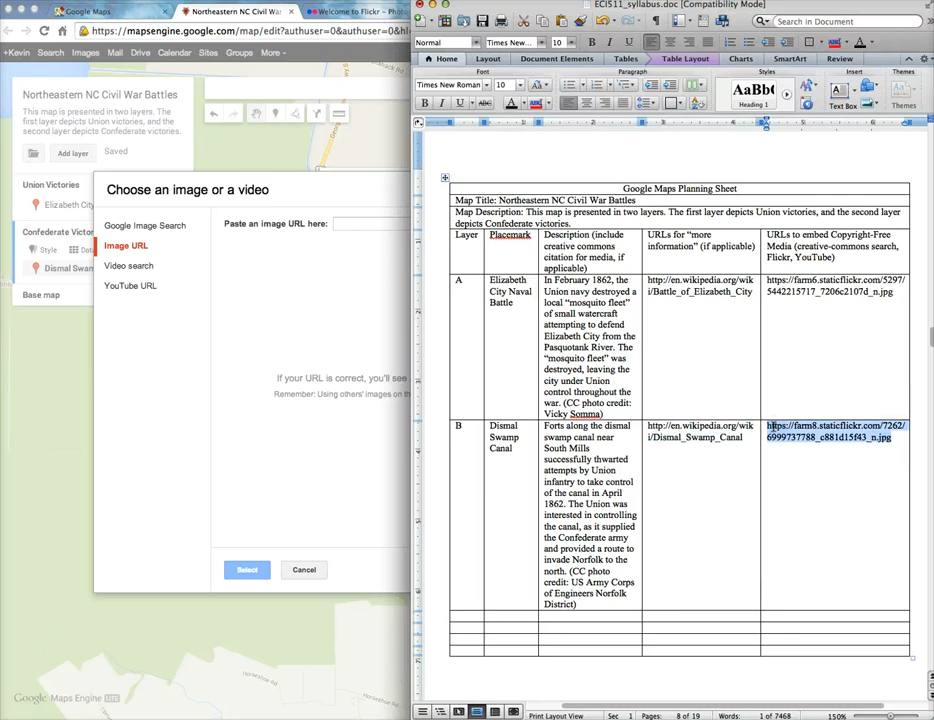 Google Maps
Northeastern NC Civil War
Welcome to Flickr - Photo
https://mapsengine.google.com/map/edit?authuser=0&authuser=0&hl
+Kevin Search Images Mail Drive Calendar Sites Groups More
Northeastern NC Civil War Battles
This map is presented in two layers. The
first layer depicts Union victories, and the
second layer depicts Confederate victories.
Add layer Saved
Union Victories
Elizabeth City
Confederate Victor
Style Data
Dismal Swam
Base map
Choose an image or a video
Google Image Search
Image URL
Video search
YouTube URL
Paste an image URL here:
If your URL is correct, you'll see
Remember: Using others' images on th
Select Cancel
Google Maps Engine LITE
ECI511_syllabus.doc [Compatibility Mode]
Search in Document
Normal Times New... 10 B I U
Home Layout Document Elements Tables Table Layout Charts SmartArt Review
Font Paragraph Styles Insert Themes
Times New Roman 10
B I U ABC
AaBb(
Heading 1
Text Box Themes
Google Maps Planning Sheet
Map Title: Northeastern NC Civil War Battles
Map Description: This map is presented in two layers. The first layer depicts Union victories, and the second layer
depicts Confederate victories.
Layer
Placemark
Description (include
creative commons
citation for media, if
applicable)
URLs for "more
information" (if applicable)
URLs to embed Copyright-Free
Media (creative-commons search,
Flickr, YouTube)
A
Elizabeth
City Naval
Battle
In February 1862, the
Union navy destroyed a
local "mosquito fleet"
of small watercraft
attempting to defend
Elizabeth City from the
Pasquotank River. The
"mosquito fleet" was
destroyed, leaving the
city under Union
control throughout the
war. (CC photo credit:
Vicky Somma)
http://en.wikipedia.org/wik
i/Battle_of_Elizabeth_City
https://farm6.staticflickr.com/5297/
5442215717_7206c2107d_n.jpg
B
Dismal
Swamp
Canal
Forts along the dismal
swamp canal near
South Mills
successfully thwarted
attempts by Union
infantry to take control
of the canal in April
1862. The Union was
interested in controlling
the canal, as it supplied
the Confederate army
and provided a route to
invade Norfolk to the
north. (CC photo
credit: US Army Corps
of Engineers Norfolk
District)
http://en.wikipedia.org/wik
i/Dismal_Swamp_Canal
https://farm8.staticflickr.com/7262/
6999737788_c881d15f43_n.jpg
Print Layout View Sec 1 Pages: 8 of 19 Words: 1 of 7468 150%